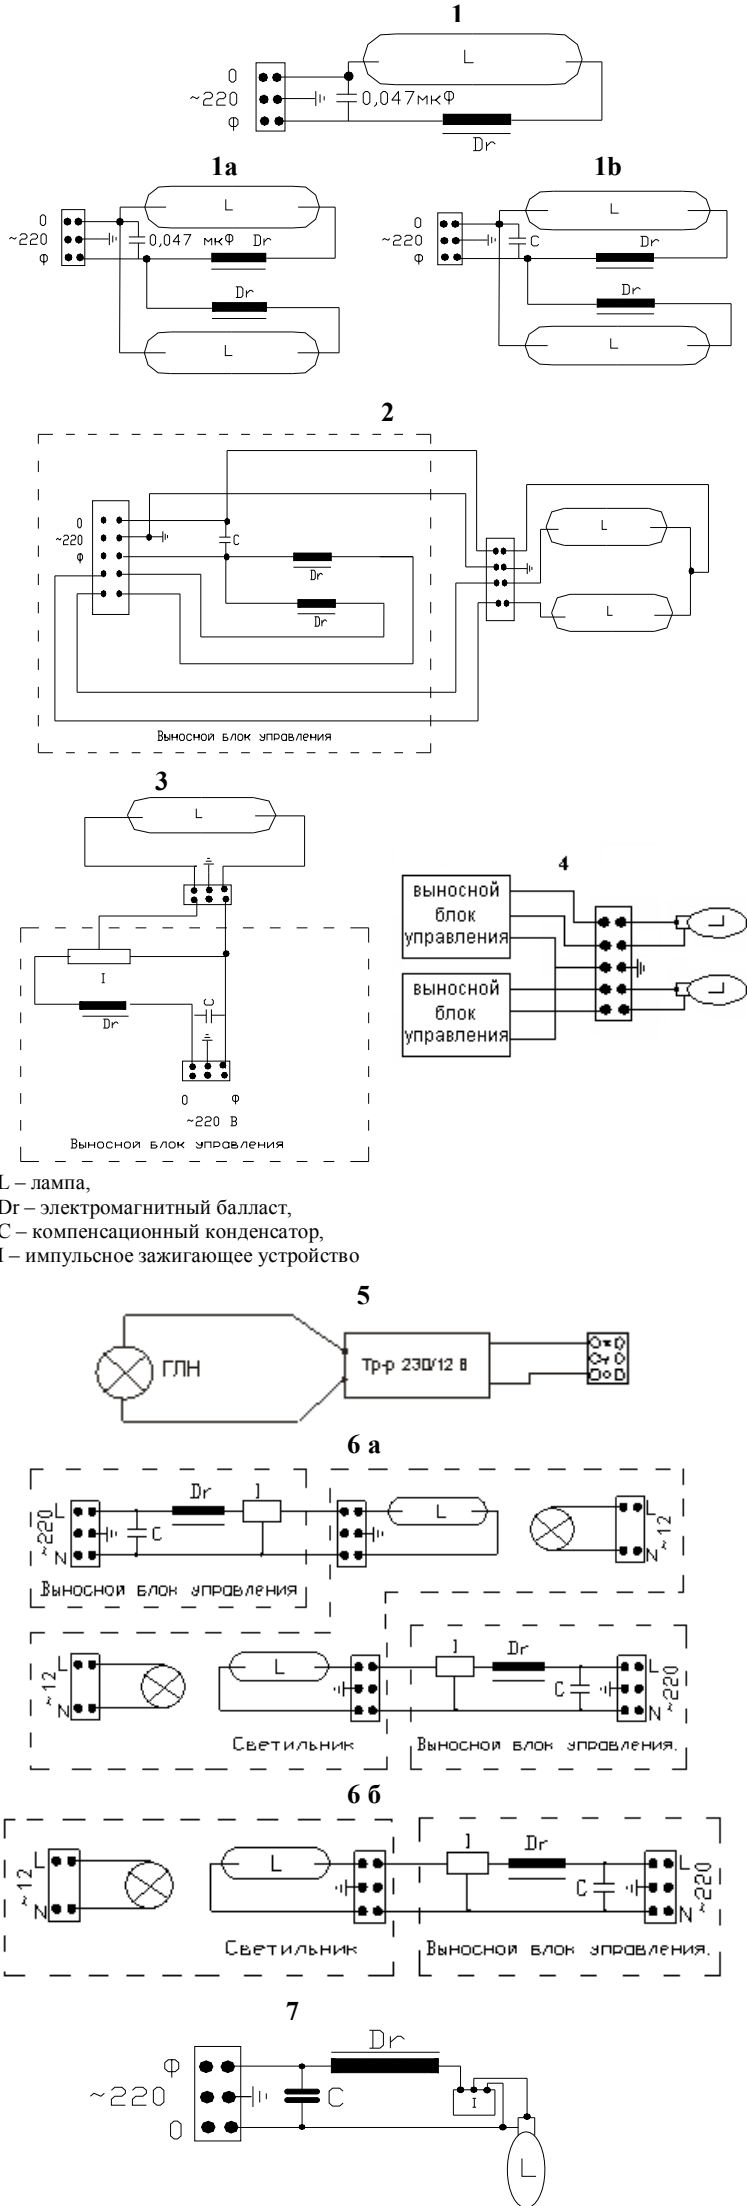 1
L
0
~220
0,047мкФ
Ф
Dr
1a
1b
L
0
~220
0,047 мкФ
Dr
Ф
Dr
L
L
0
~220
C
Dr
Ф
Dr
L
2
0
~220
Ф
C
Dr
Dr
L
L
Выносной блок управления
3
L
I
Dr
C
0
Ф
~220 В
Выносной блок управления
4
выносной
блок
управления
L
выносной
блок
управления
L
L – лампа,
Dr – электромагнитный балласт,
C – компенсационный конденсатор,
I – импульсное зажигающее устройство
5
ГЛН
Тр-р 230/12 В
6 а
~220
L
N
C
Dr
I
L
L
N
~12
Выносной блок управления
~12
L
N
L
I
Dr
C
L
N
~220
Светильник
Выносной блок управления.
6 б
~12
L
N
L
I
Dr
C
L
N
~220
Светильник
Выносной блок управления.
7
Dr
Ф
~220
C
I
0
L